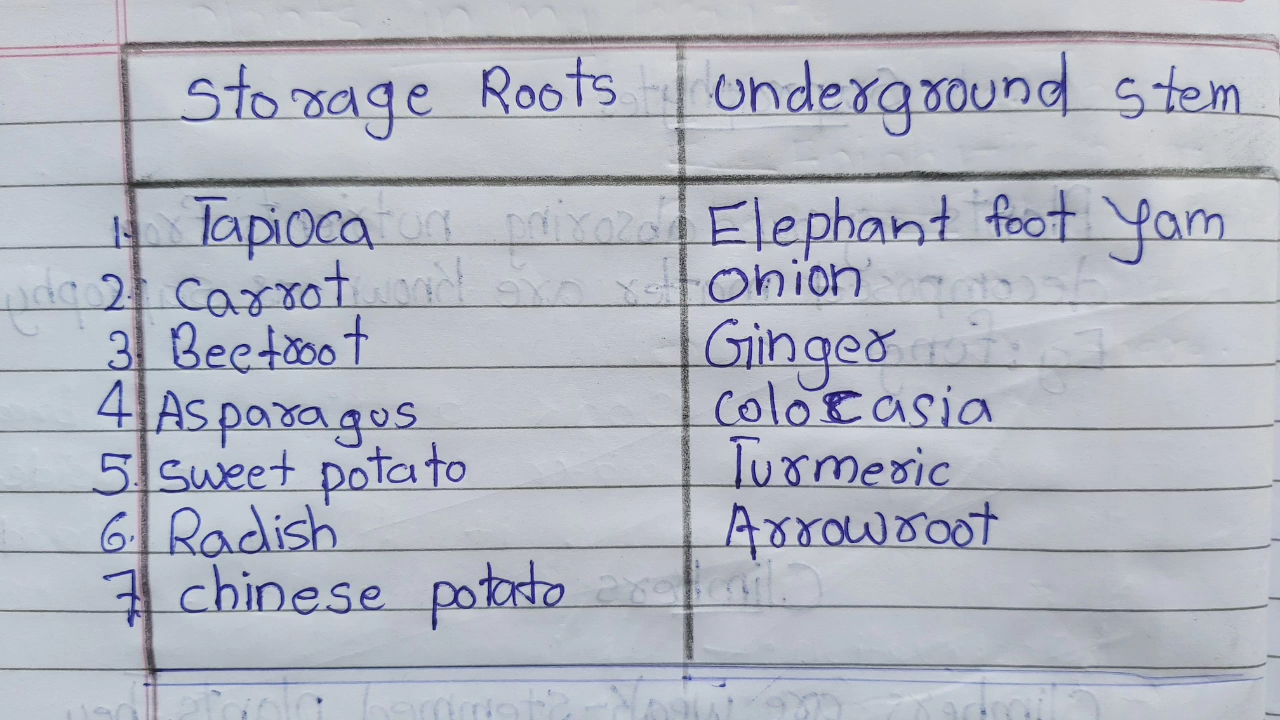 Storage Roots | Underground Stem
1. Tapioca | Elephant foot Yam
2. Carrot | Onion
3. Beetroot | Ginger
4. Asparagus | Colocasia
5. Sweet potato | Turmeric
6. Radish | Arrowroot
7. Chinese potato